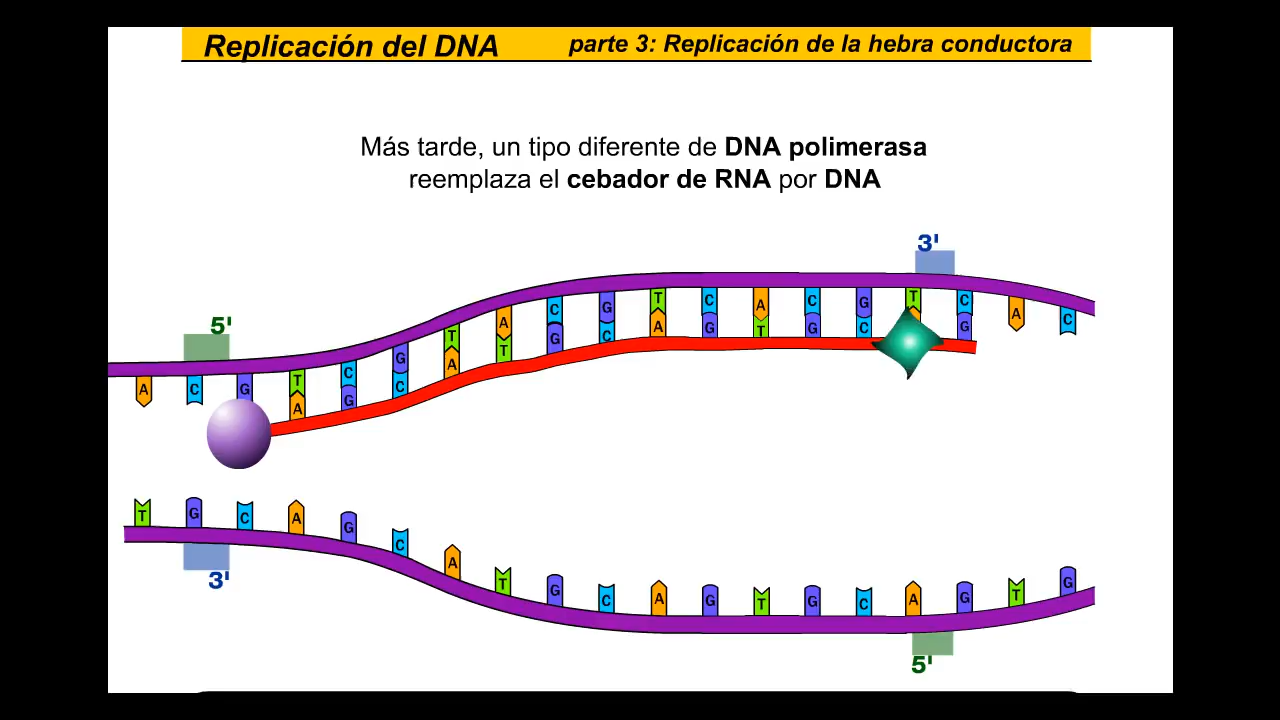 Replicación del DNA
parte 3: Replicación de la hebra conductora
Más tarde, un tipo diferente de DNA polimerasa
reemplaza el cebador de RNA por DNA
3'
5'
A C G T C G T A C G T C A C G T C A C
A G C A T G C A G T G C A G
T G C A G C A T G C A G T G C A G T G
3'
5'